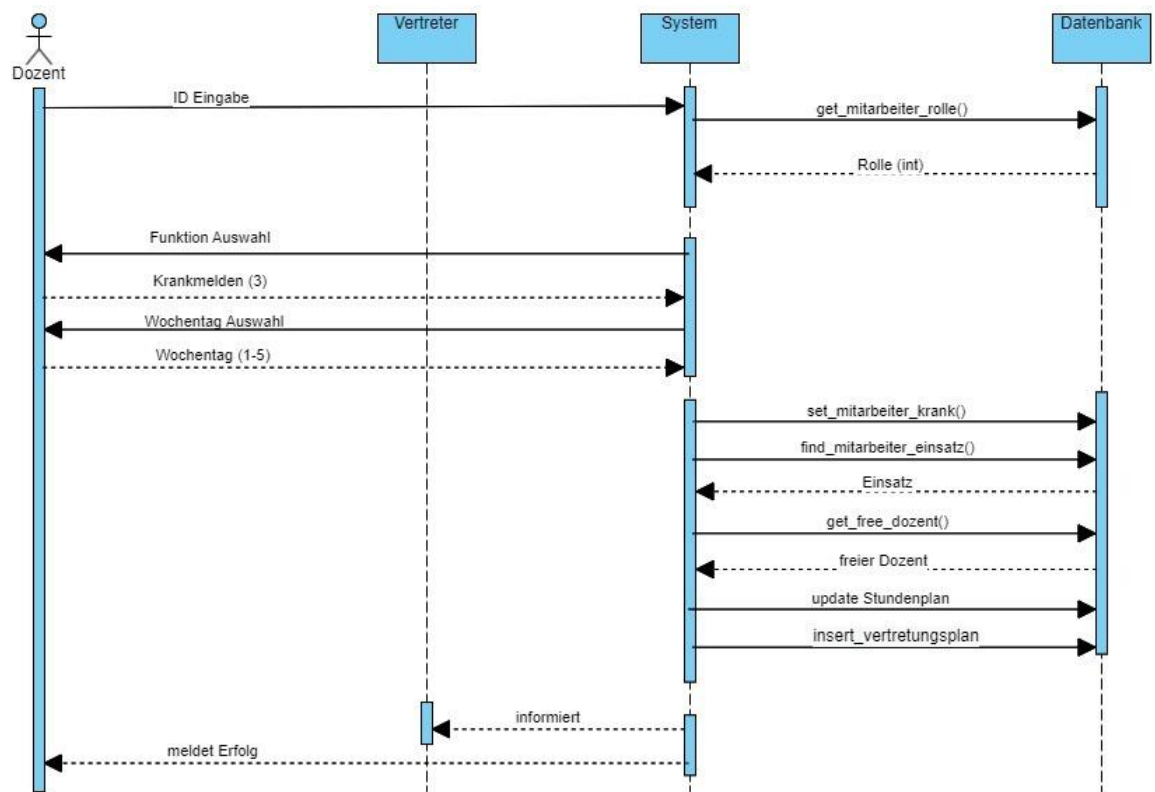 Vertreter
System
Datenbank
Dozent
ID Eingabe
get_mitarbeiter_rolle()
Rolle (int)
Funktion Auswahl
Krankmelden (3)
Wochentag Auswahl
Wochentag (1-5)
set_mitarbeiter_krank()
find_mitarbeiter_einsatz()
Einsatz
get_free_dozent()
freier Dozent
update Stundenplan
insert_vertretungsplan
informiert
meldet Erfolg